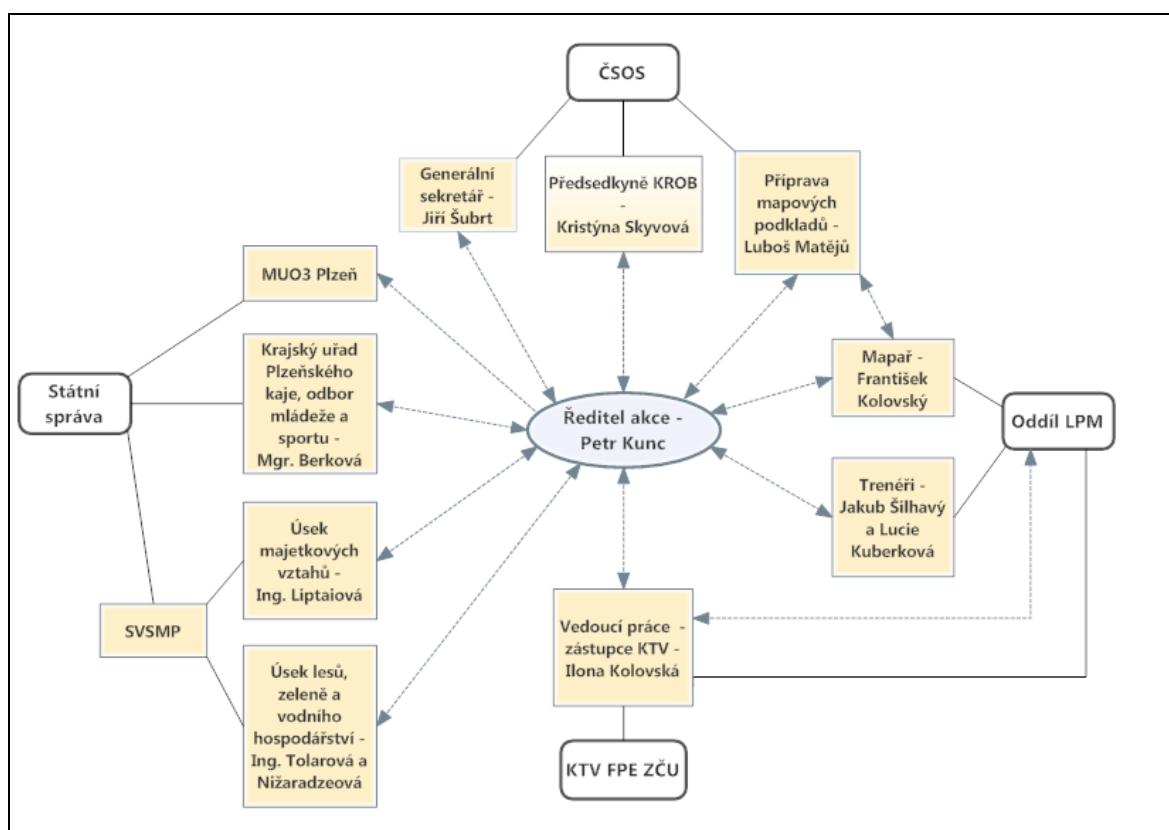 ČSOS
Generální
sekretář -
Jiří Šubrt
Předsedkyně KROB
-
Kristýna Skyvová
Příprava
mapových
podkladů -
Luboš Matějů
MUO3 Plzeň
Krajský uřad
Plzeňského
kaje, odbor
mládeže a
sportu -
Mgr. Berková
Státní
správa
Ředitel akce -
Petr Kunc
Mapař -
František
Kolovský
Oddíl LPM
Trenéři -
Jakub Šilhavý
a Lucie
Kuberková
Úsek
majetkových
vztahů -
Ing. Liptaiová
SVSMP
Úsek lesů,
zeleně a
vodního
hospodářství -
Ing. Tolarová a
Nižaradzeová
Vedoucí práce -
zástupce KTV -
Ilona Kolovská
KTV FPE ZČU